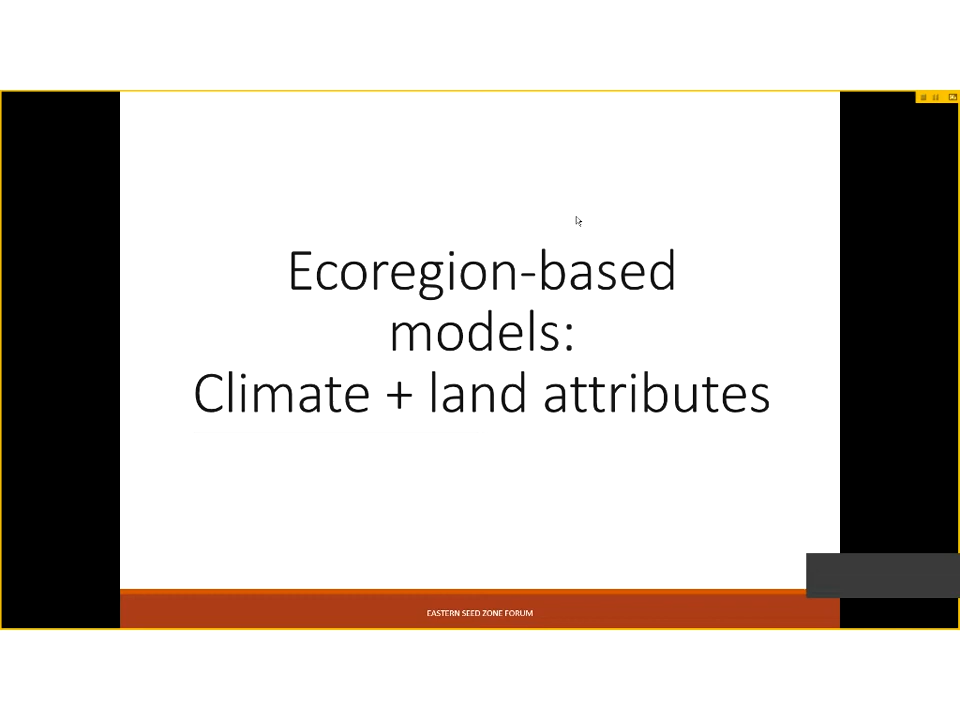 Ecoregion-based
models:
Climate + land attributes
EASTERN SEED ZONE FORUM